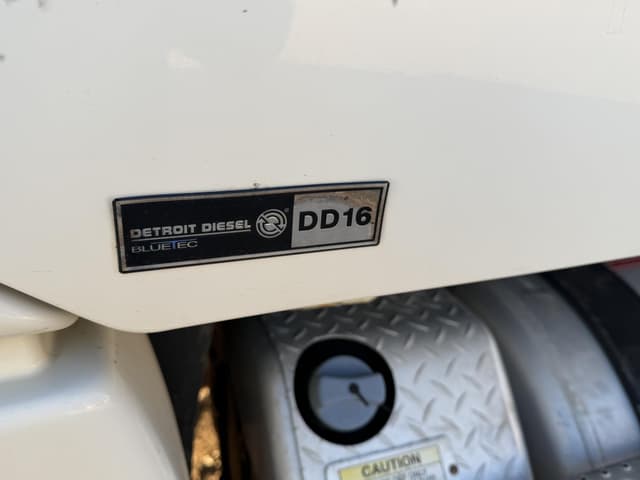 DETROIT DIESEL ® DD16
BLUETEC
CAUTION